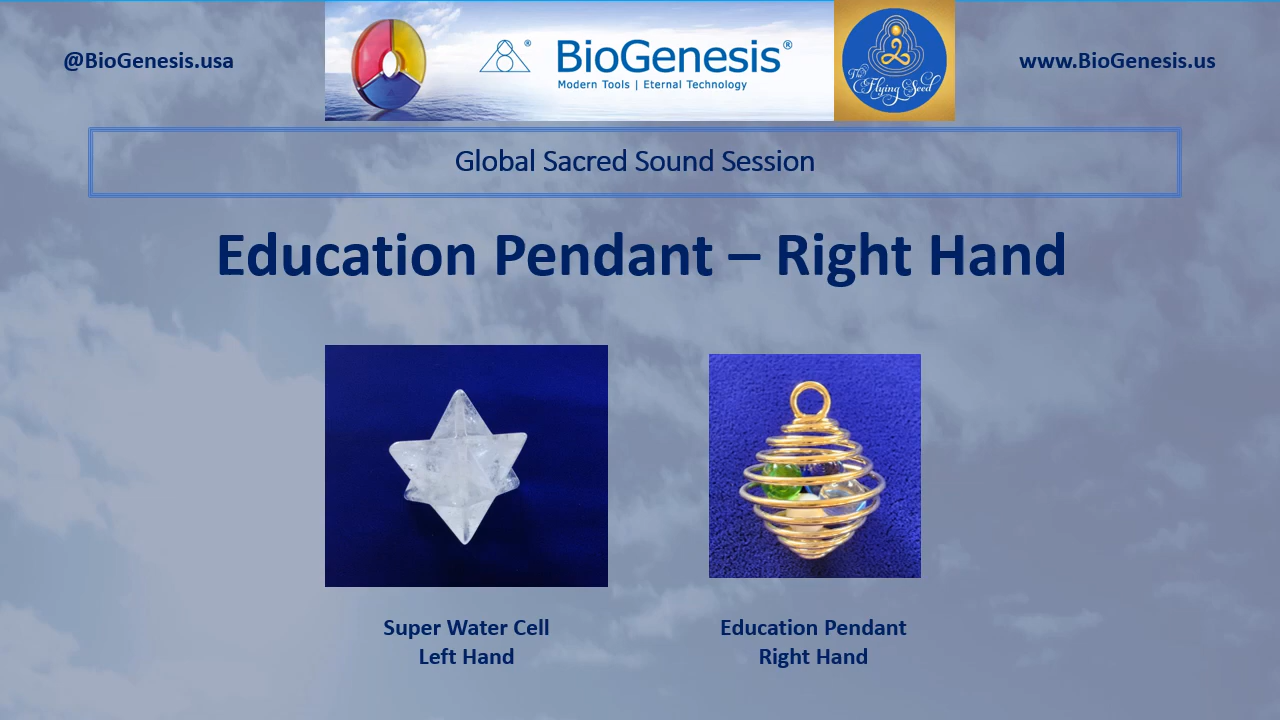 @BioGenesis.usa
BioGenesis®
Modern Tools | Eternal Technology
The Flying Seed
www.BioGenesis.us
Global Sacred Sound Session
Education Pendant – Right Hand
Super Water Cell
Left Hand
Education Pendant
Right Hand